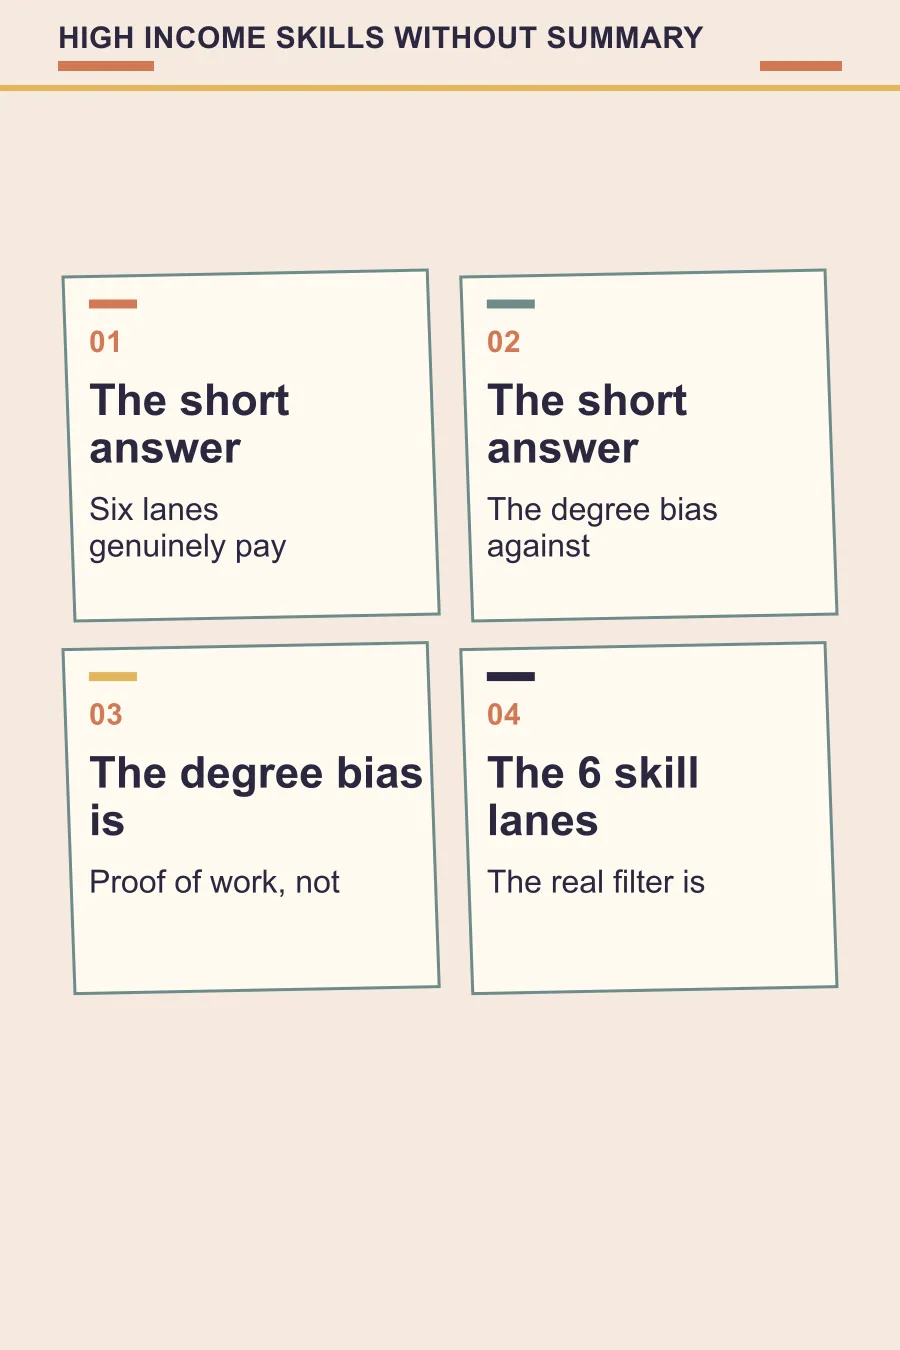 HIGH INCOME SKILLS WITHOUT SUMMARY
01
The short
answer
Six lanes
genuinely pay
02
The short
answer
The degree bias
against
03
The degree bias
is
Proof of work, not
04
The 6 skill
lanes
The real filter is